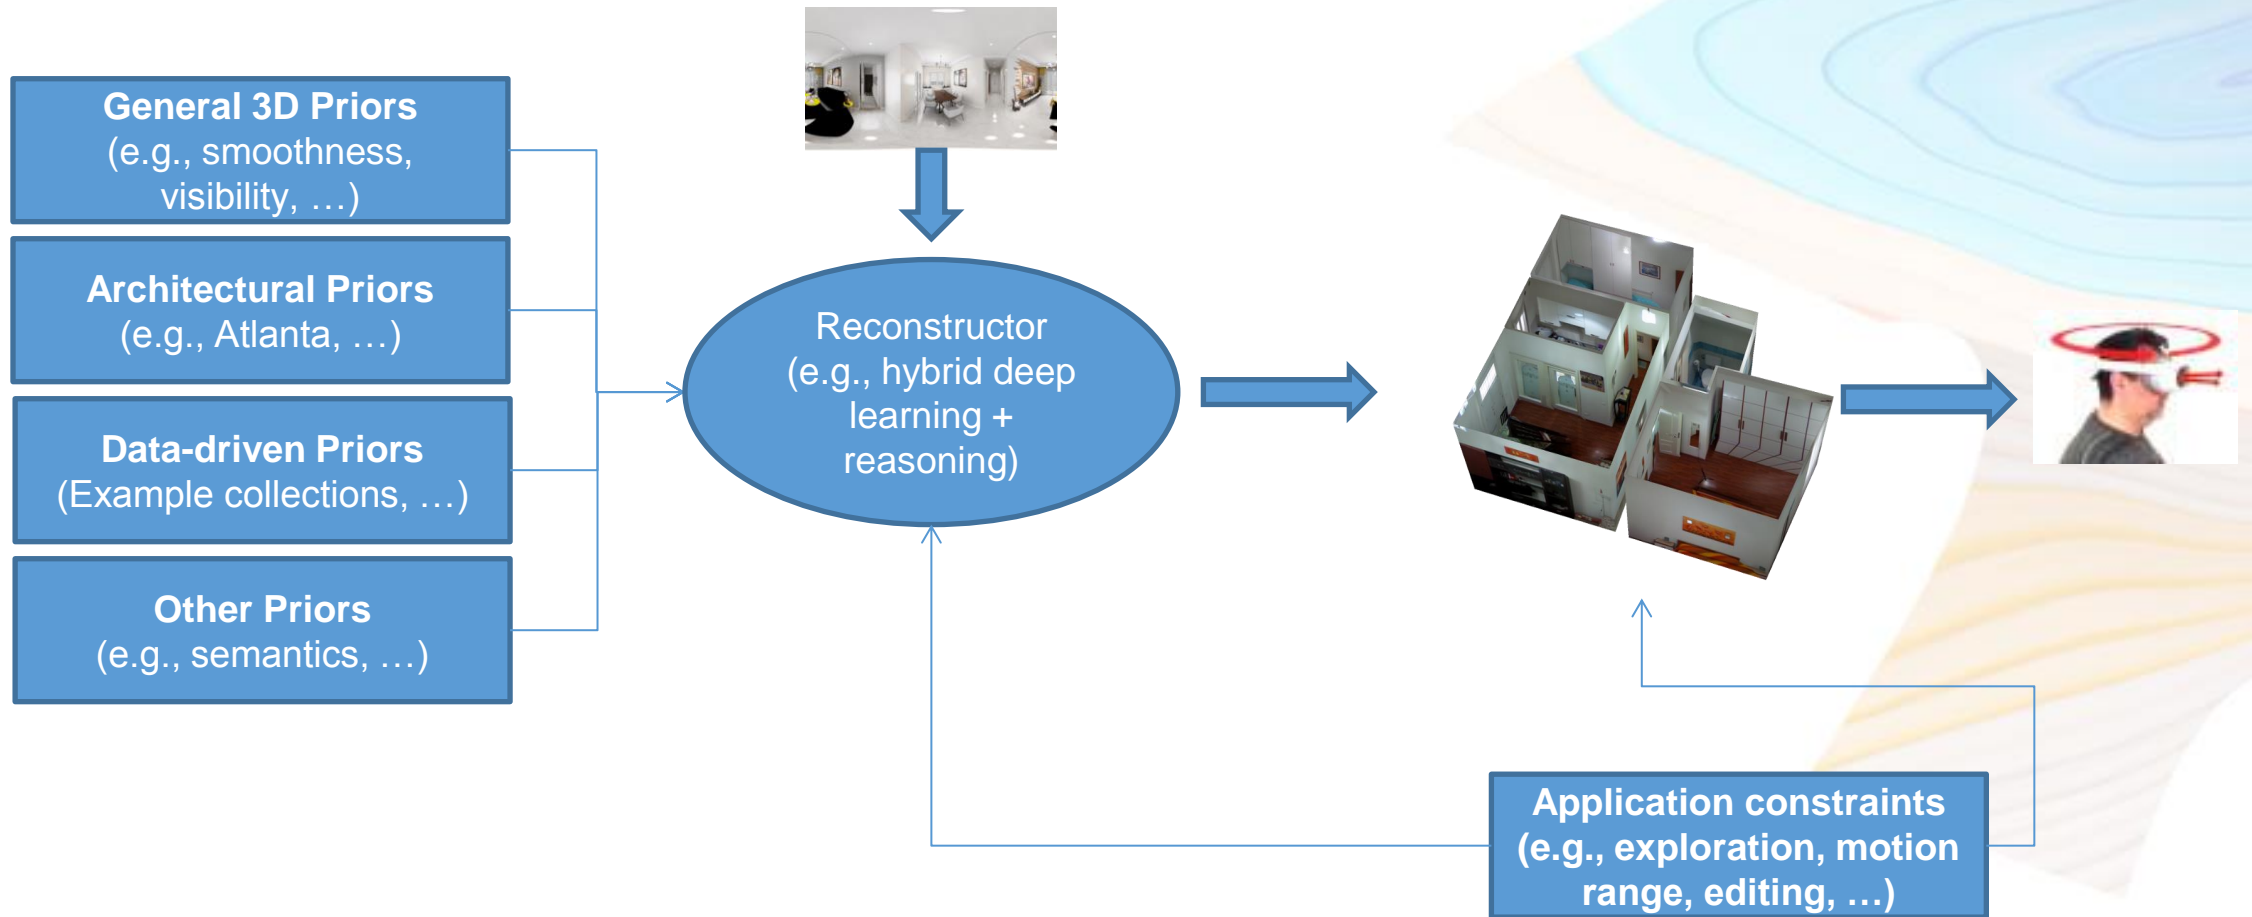 General 3D Priors
(e.g., smoothness,
visibility, …)
Architectural Priors
(e.g., Atlanta, …)
Data-driven Priors
(Example collections, …)
Other Priors
(e.g., semantics, …)
Reconstructor
(e.g., hybrid deep
learning +
reasoning)
Application constraints
(e.g., exploration, motion
range, editing, …)